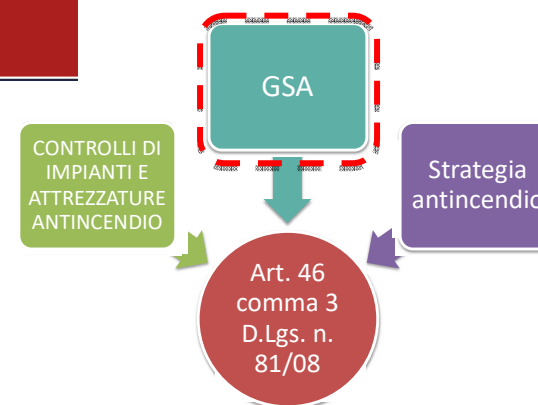 GSA
CONTROLLI DI
IMPIANTI E
ATTREZZATURE
ANTINCENDIO
Strategia
antincendio
Art. 46
comma 3
D.Lgs. n.
81/08